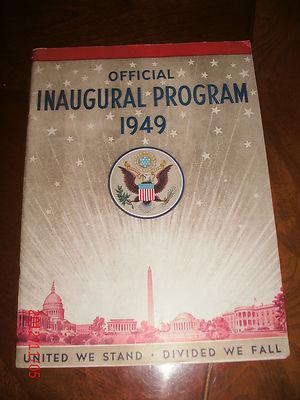 OFFICIAL
INAUGURAL PROGRAM
1949
UNITED WE STAND · DIVIDED WE FALL